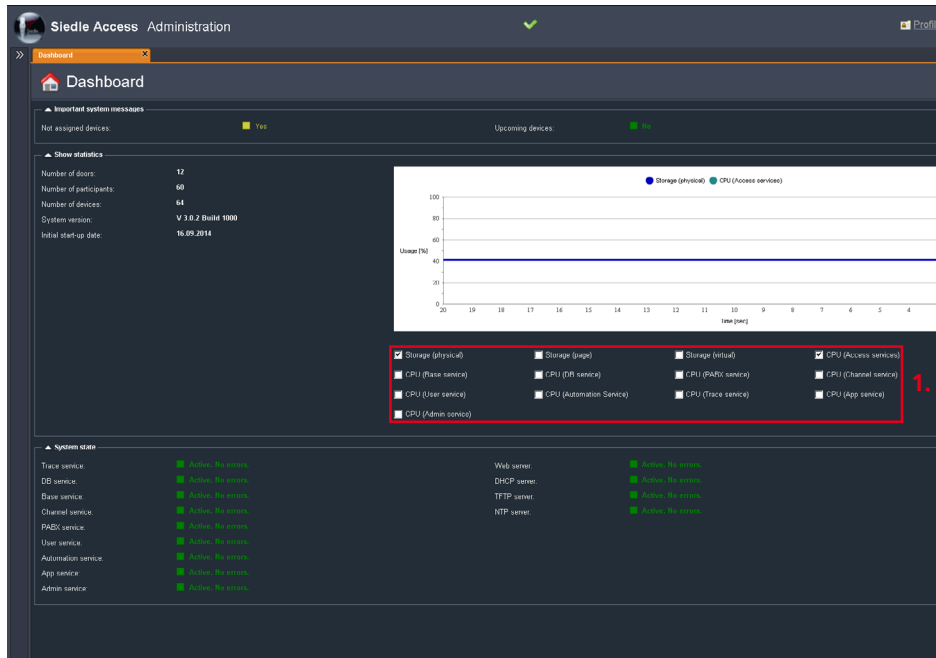 Siedle Access Administration
Profil
Dashboard
Dashboard
Important system messages
Not assigned devices: Yes Upcoming devices: No
Show statistics
Number of doors: 12
Number of participants: 60
Number of devices: 64
System version: V 3.0.2 Build 1000
Initial start-up date: 16.09.2014
Storage (physical) CPU (Access services)
100
80
60
Usage [%]
40
20
0
20 19 18 17 16 15 14 13 12 11 10 9 8 7 6 5 4
Time [sec]
Storage (physical) Storage (page) Storage (virtual) CPU (Access services)
CPU (Base service) CPU (DB service) CPU (PABX service) CPU (Channel service)
1.
CPU (User service) CPU (Automation Service) CPU (Trace service) CPU (App service)
CPU (Admin service)
System state
Trace service: Active. No errors. Web server: Active. No errors.
DB service: Active. No errors. DHCP server: Active. No errors.
Base service: Active. No errors. TFTP server: Active. No errors.
Channel service: Active. No errors. NTP server: Active. No errors.
PABX service: Active. No errors.
User service: Active. No errors.
Automation service: Active. No errors.
App service: Active. No errors.
Admin service: Active. No errors.